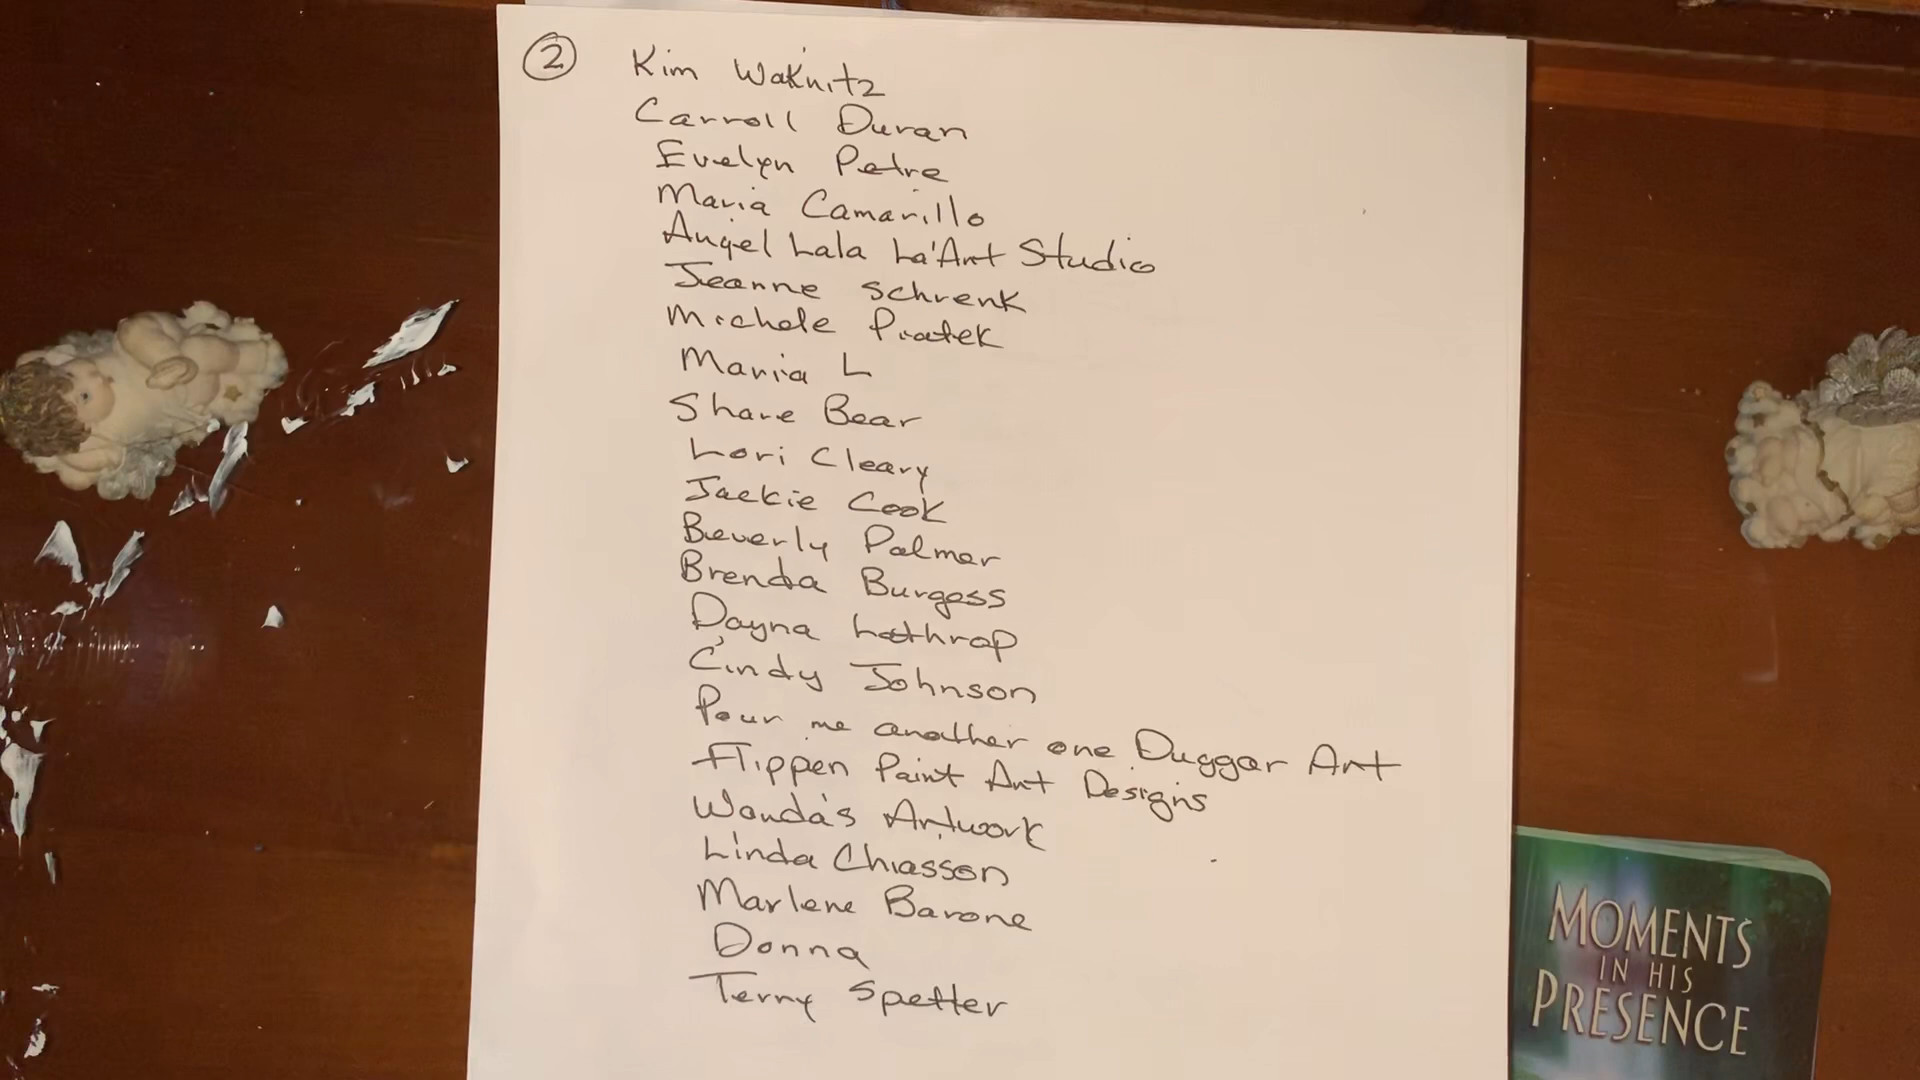 2
Kim Waknitz
Carroll Duran
Evelyn Petre
Maria Camarillo
Angel Lala La'Art Studio
Jeanne Schrenk
Michele Piatek
Maria L
Share Bear
Lori Cleary
Jackie Cook
Beverly Palmer
Brenda Burgess
Dayna Lothrop
Cindy Johnson
Pour me another one Duggar Art
Flippen Paint Art Designs
Wanda's Artwork
Linda Chiasson
Marlene Barone
Donna
Terry Spetter
MOMENTS
IN HIS
PRESENCE